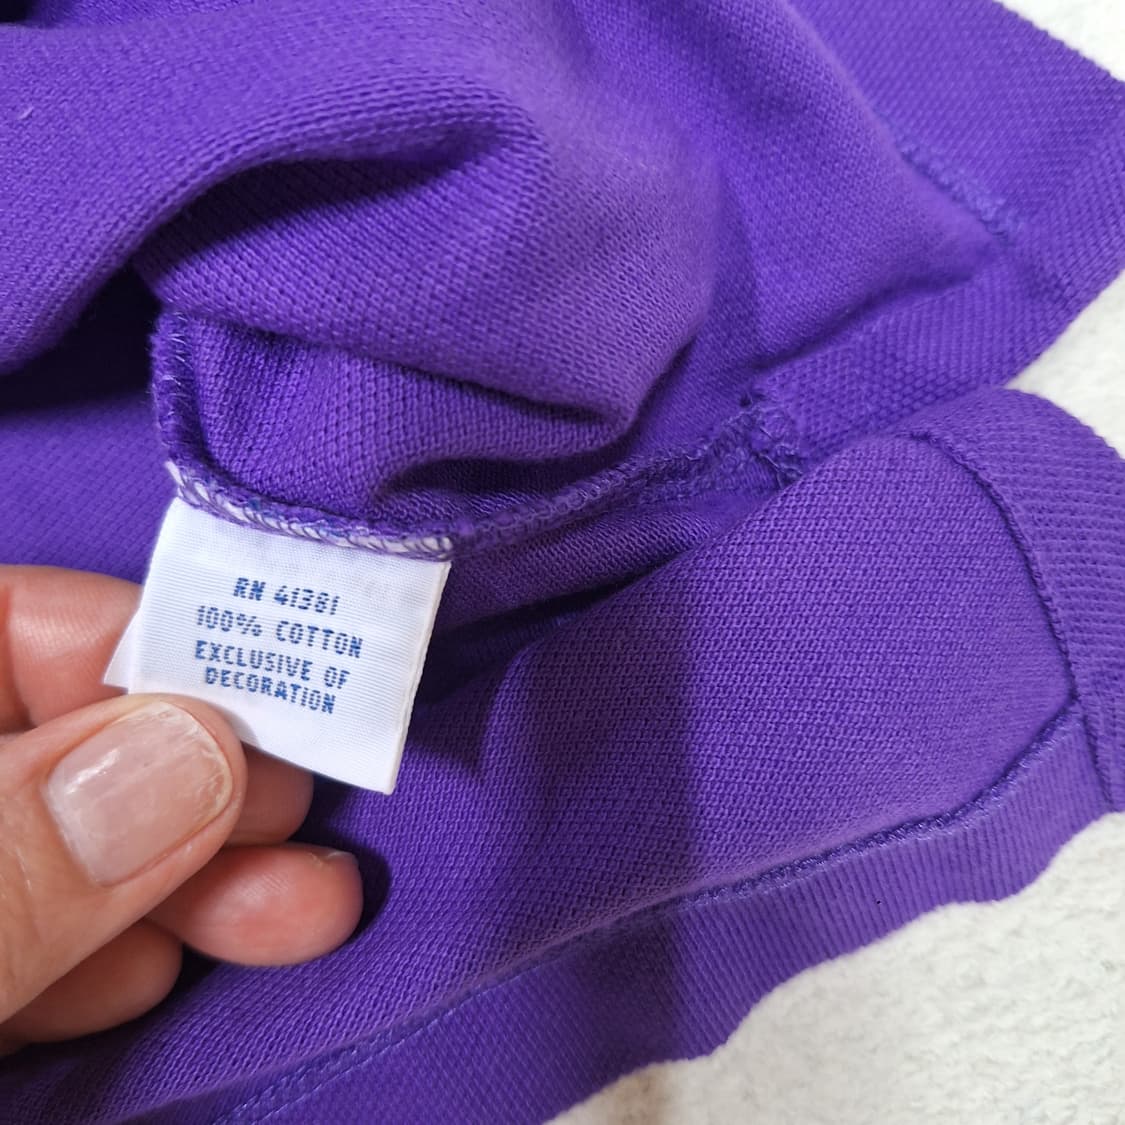 RN 41381
100% COTTON
EXCLUSIVE OF
DECORATION